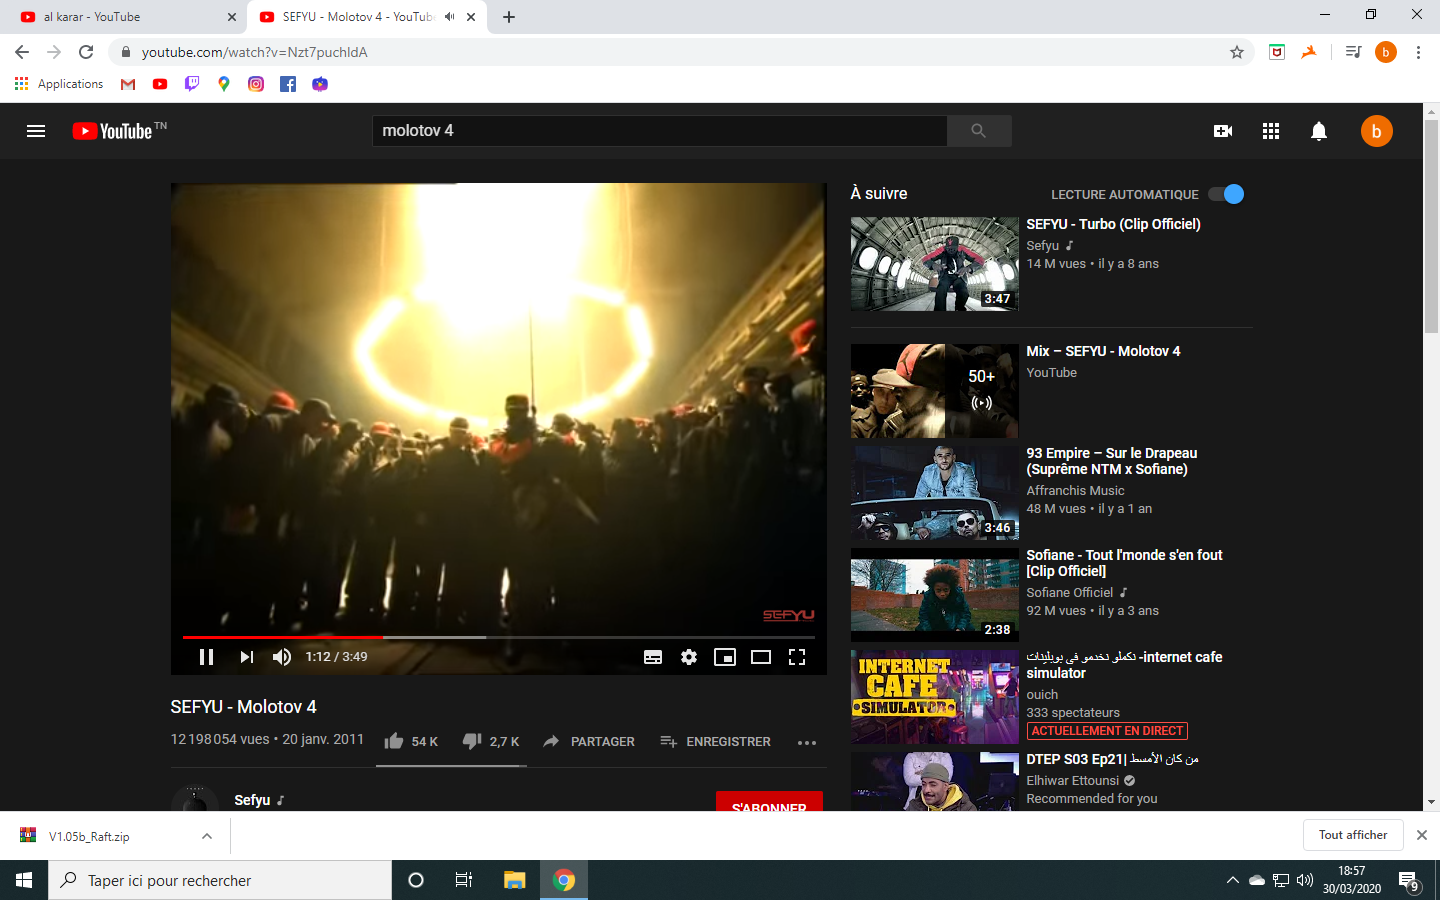 al karar - YouTube
SEFYU - Molotov 4 - YouTube
youtube.com/watch?v=Nzt7puchIdA
Applications
YouTube TN
molotov 4
b
b
SEFYU
1:12 / 3:49
SEFYU - Molotov 4
12 198 054 vues • 20 janv. 2011
54 K
2,7 K
PARTAGER
ENREGISTRER
Sefyu
S'ABONNER
À suivre
LECTURE AUTOMATIQUE
3:47
SEFYU - Turbo (Clip Officiel)
Sefyu
14 M vues • il y a 8 ans
50+
Mix – SEFYU - Molotov 4
YouTube
3:46
93 Empire – Sur le Drapeau
(Suprême NTM x Sofiane)
Affranchis Music
48 M vues • il y a 1 an
2:38
Sofiane - Tout l'monde s'en fout
[Clip Officiel]
Sofiane Officiel
92 M vues • il y a 3 ans
INTERNET
CAFE
SIMULATOR
نكملو نخدمو في بوبلينات -internet cafe
simulator
ouich
333 spectateurs
ACTUELLEMENT EN DIRECT
DTEP S03 Ep21| من كان الأمسط
Elhiwar Ettounsi
Recommended for you
V1.05b_Raft.zip
Tout afficher
Taper ici pour rechercher
18:57
30/03/2020
9